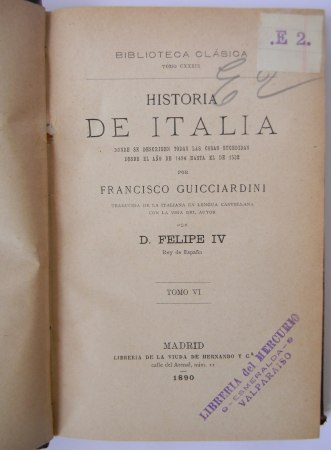 BIBLIOTECA CLÁSICA
TOMO CXXXIX
.E 2.
HISTORIA
DE ITALIA
DONDE SE DESCRIBEN TODAS LAS COSAS SUCEDIDAS
DESDE EL AÑO DE 1494 HASTA EL DE 1532
POR
FRANCISCO GUICCIARDINI
TRADUCIDA DE LA ITALIANA EN LENGUA CASTELLANA
CON LA VIDA DEL AUTOR
POR
D. FELIPE IV
Rey de España
TOMO VI
MADRID
LIBRERIA DE LA VIUDA DE HERNANDO Y C.ª
calle del Arenal, núm. 11
1890
LIBRERIA del MERCURIO
ESMERALDA
VALPARAISO